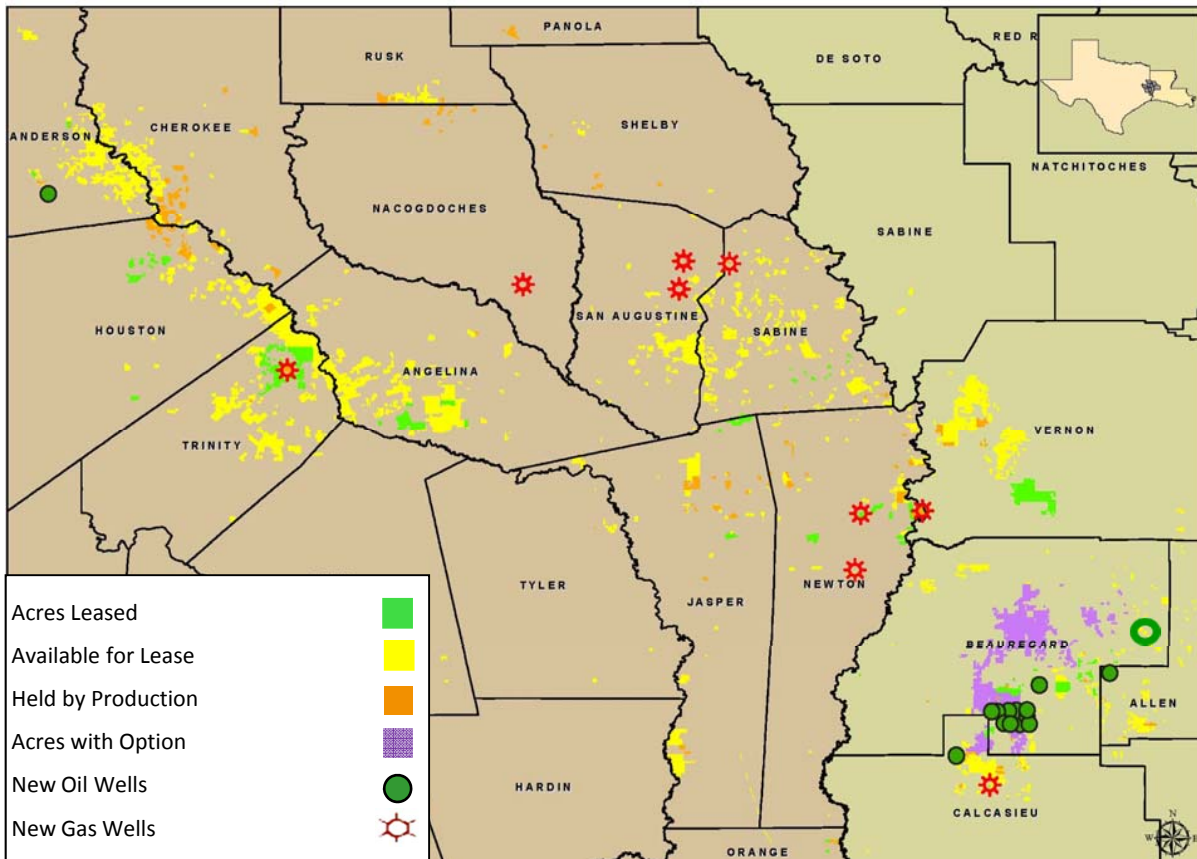 PANOLA
RED R
RUSK
DE SOTO
SHELBY
CHEROKEE
ANDERSON
NATCHITOCHES
NACOGDOCHES
SABINE
SAN AUGUSTINE
SABINE
HOUSTON
ANGELINA
VERNON
TRINITY
TYLER
NEWTON
JASPER
BEAUREGARD
ALLEN
HARDIN
CALCASIEU
ORANGE
Acres Leased
Available for Lease
Held by Production
Acres with Option
New Oil Wells
New Gas Wells
N
W E